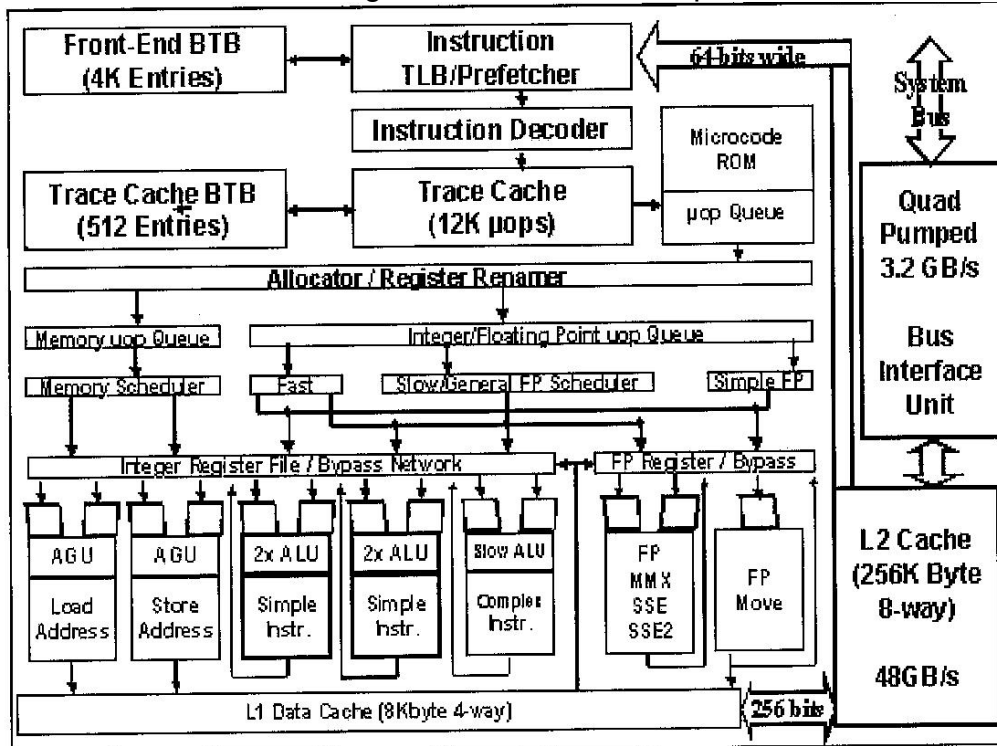 Front-End BTB
(4K Entries)
Instruction
TLB/Prefetcher
64-bits wide
System
Bus
Instruction Decoder
Microcode
ROM
Trace Cache BTB
(512 Entries)
Trace Cache
(12K µops)
µop Queue
Quad
Pumped
3.2 GB/s
Bus
Interface
Unit
Allocator / Register Renamer
Memory uop Queue
Integer/Floating Point uop Queue
Memory Scheduler
Fast
Slow/General FP Scheduler
Simple FP
Integer Register File / Bypass Network
FP Register / Bypass
AGU
Load
Address
AGU
Store
Address
2x ALU
Simple
Instr.
2x ALU
Simple
Instr.
Slow ALU
Complex
Instr.
FP
MMX
SSE
SSE2
FP
Move
L2 Cache
(256K Byte
8-way)
48GB/s
L1 Data Cache (8Kbyte 4-way)
256 bits